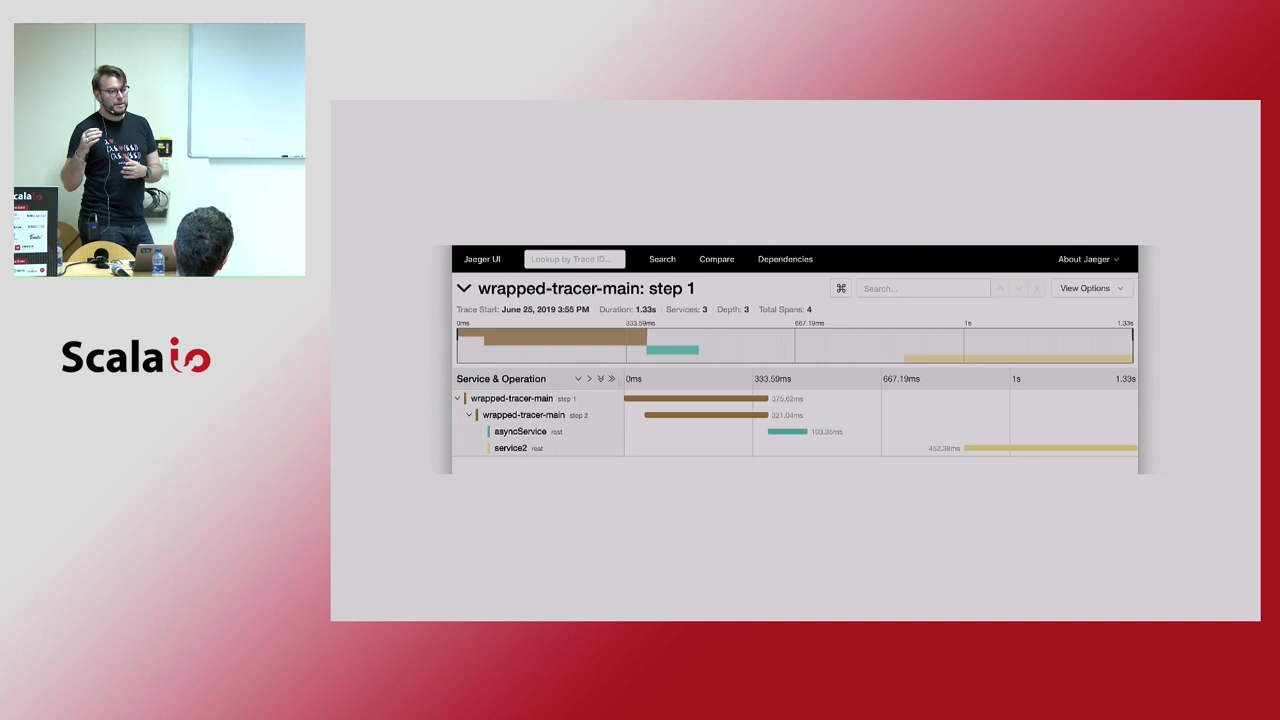 scalaio
Scalaio
Jaeger UI
Lookup by Trace ID...
Search
Compare
Dependencies
About Jaeger
wrapped-tracer-main: step 1
Search...
View Options
Trace Start: June 25, 2019 3:55 PM Duration: 1.33s Services: 3 Depth: 3 Total Spans: 4
0ms 333.59ms 667.19ms 1s 1.33s
Service & Operation 0ms 333.59ms 667.19ms 1s 1.33s
wrapped-tracer-main step 1 375.62ms
wrapped-tracer-main step 2 321.04ms
asyncService rest 103.35ms
service2 rest 452.38ms